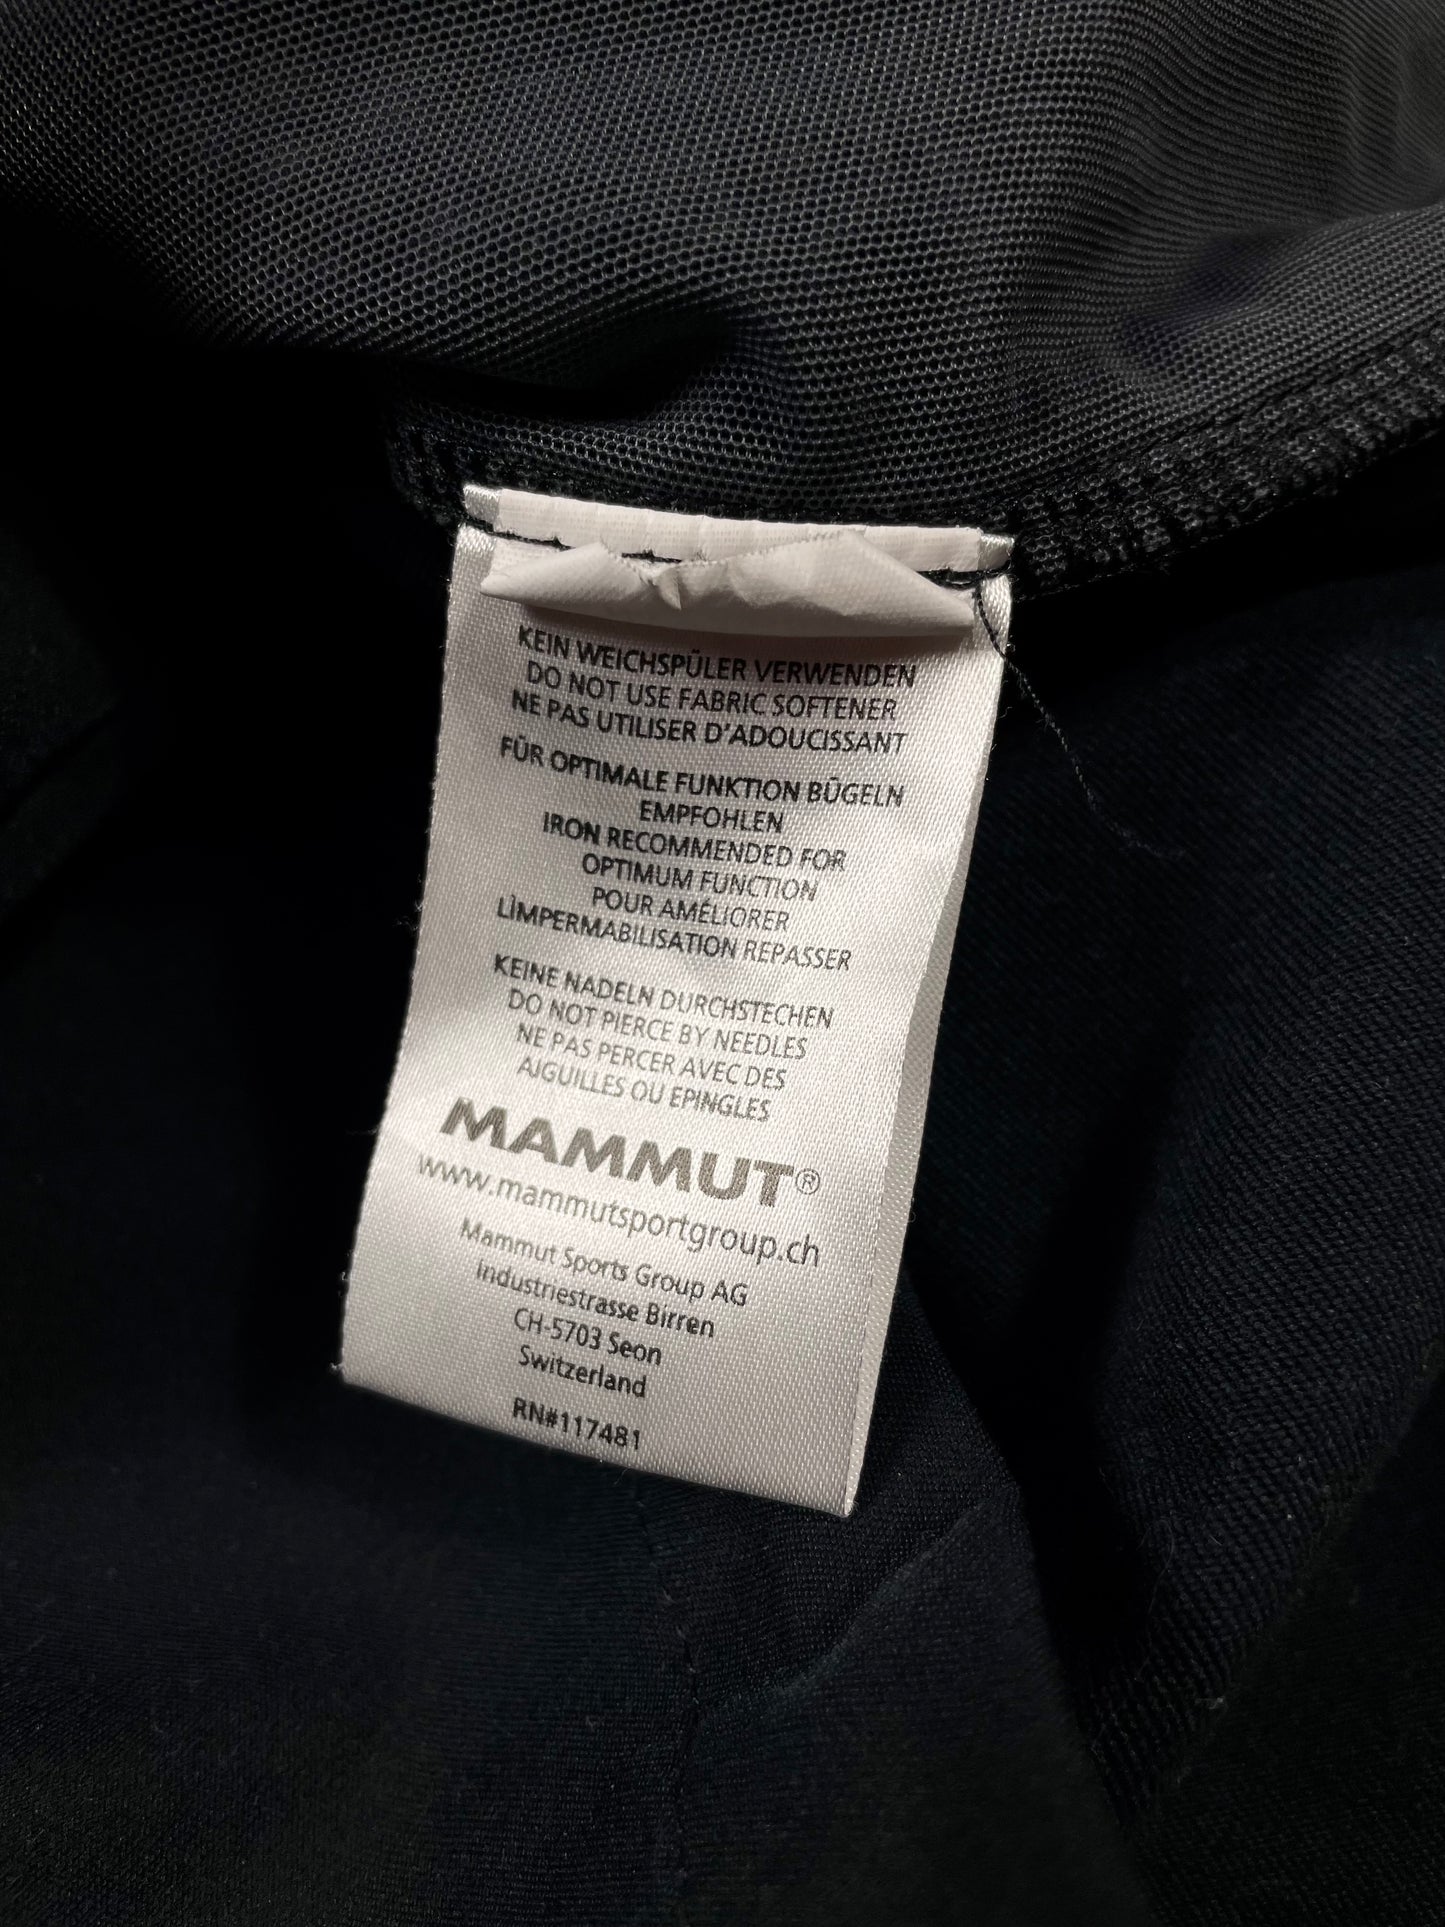 KEIN WEICHSPÜLER VERWENDEN
DO NOT USE FABRIC SOFTENER
NE PAS UTILISER D'ADOUCISSANT
FÜR OPTIMALE FUNKTION BÜGELN
EMPFOHLEN
IRON RECOMMENDED FOR
OPTIMUM FUNCTION
POUR AMÉLIORER
LÌMPERMABILISATION REPASSER
KEINE NADELN DURCHSTECHEN
DO NOT PIERCE BY NEEDLES
NE PAS PERCER AVEC DES
AIGUILLES OU EPINGLES
MAMMUT®
www.mammutsportgroup.ch
Mammut Sports Group AG
Industriestrasse Birren
CH-5703 Seon
Switzerland
RN#117481